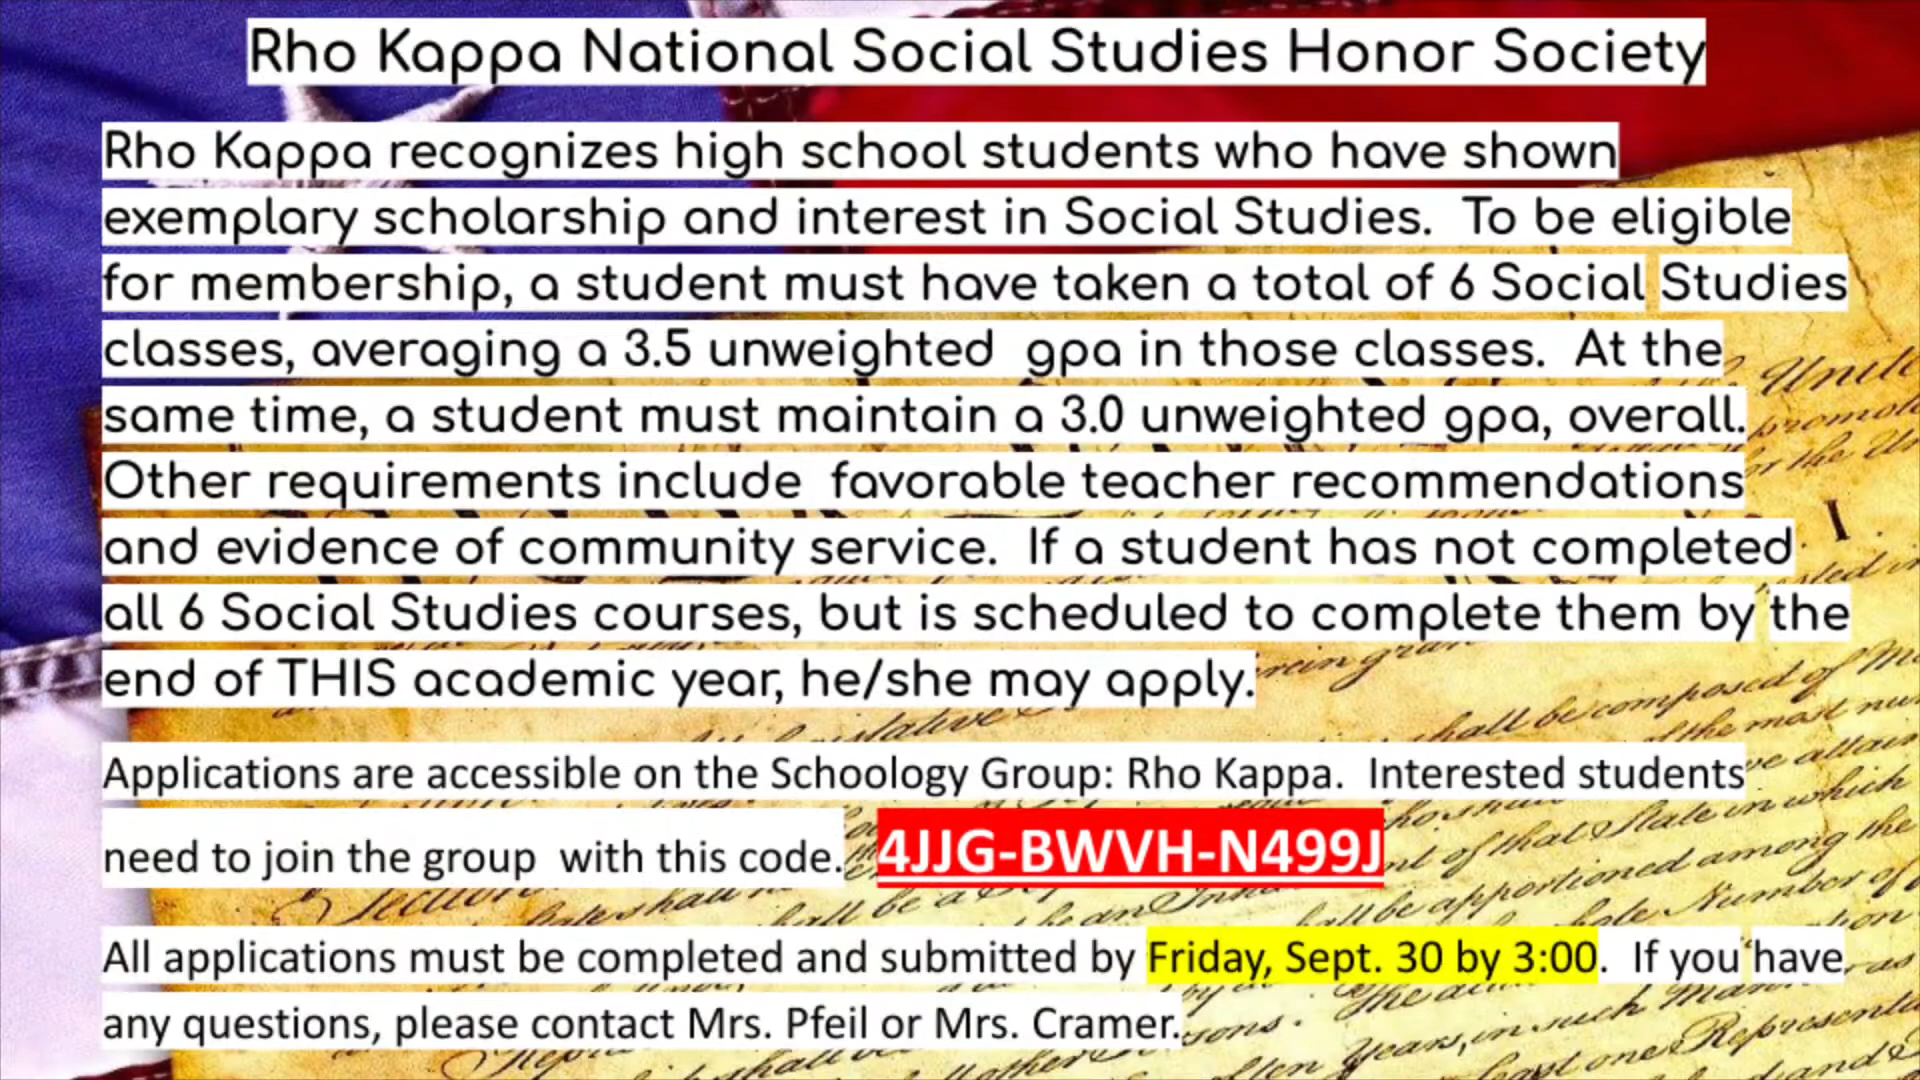 Rho Kappa National Social Studies Honor Society
Rho Kappa recognizes high school students who have shown
exemplary scholarship and interest in Social Studies.  To be eligible
for membership, a student must have taken a total of 6 Social Studies
classes, averaging a 3.5 unweighted  gpa in those classes.  At the
same time, a student must maintain a 3.0 unweighted gpa, overall.
Other requirements include  favorable teacher recommendations
and evidence of community service.  If a student has not completed
all 6 Social Studies courses, but is scheduled to complete them by the
end of THIS academic year, he/she may apply.
Applications are accessible on the Schoology Group: Rho Kappa.  Interested students
need to join the group  with this code.  4JJG-BWVH-N499J
All applications must be completed and submitted by Friday, Sept. 30 by 3:00.  If you have
any questions, please contact Mrs. Pfeil or Mrs. Cramer.